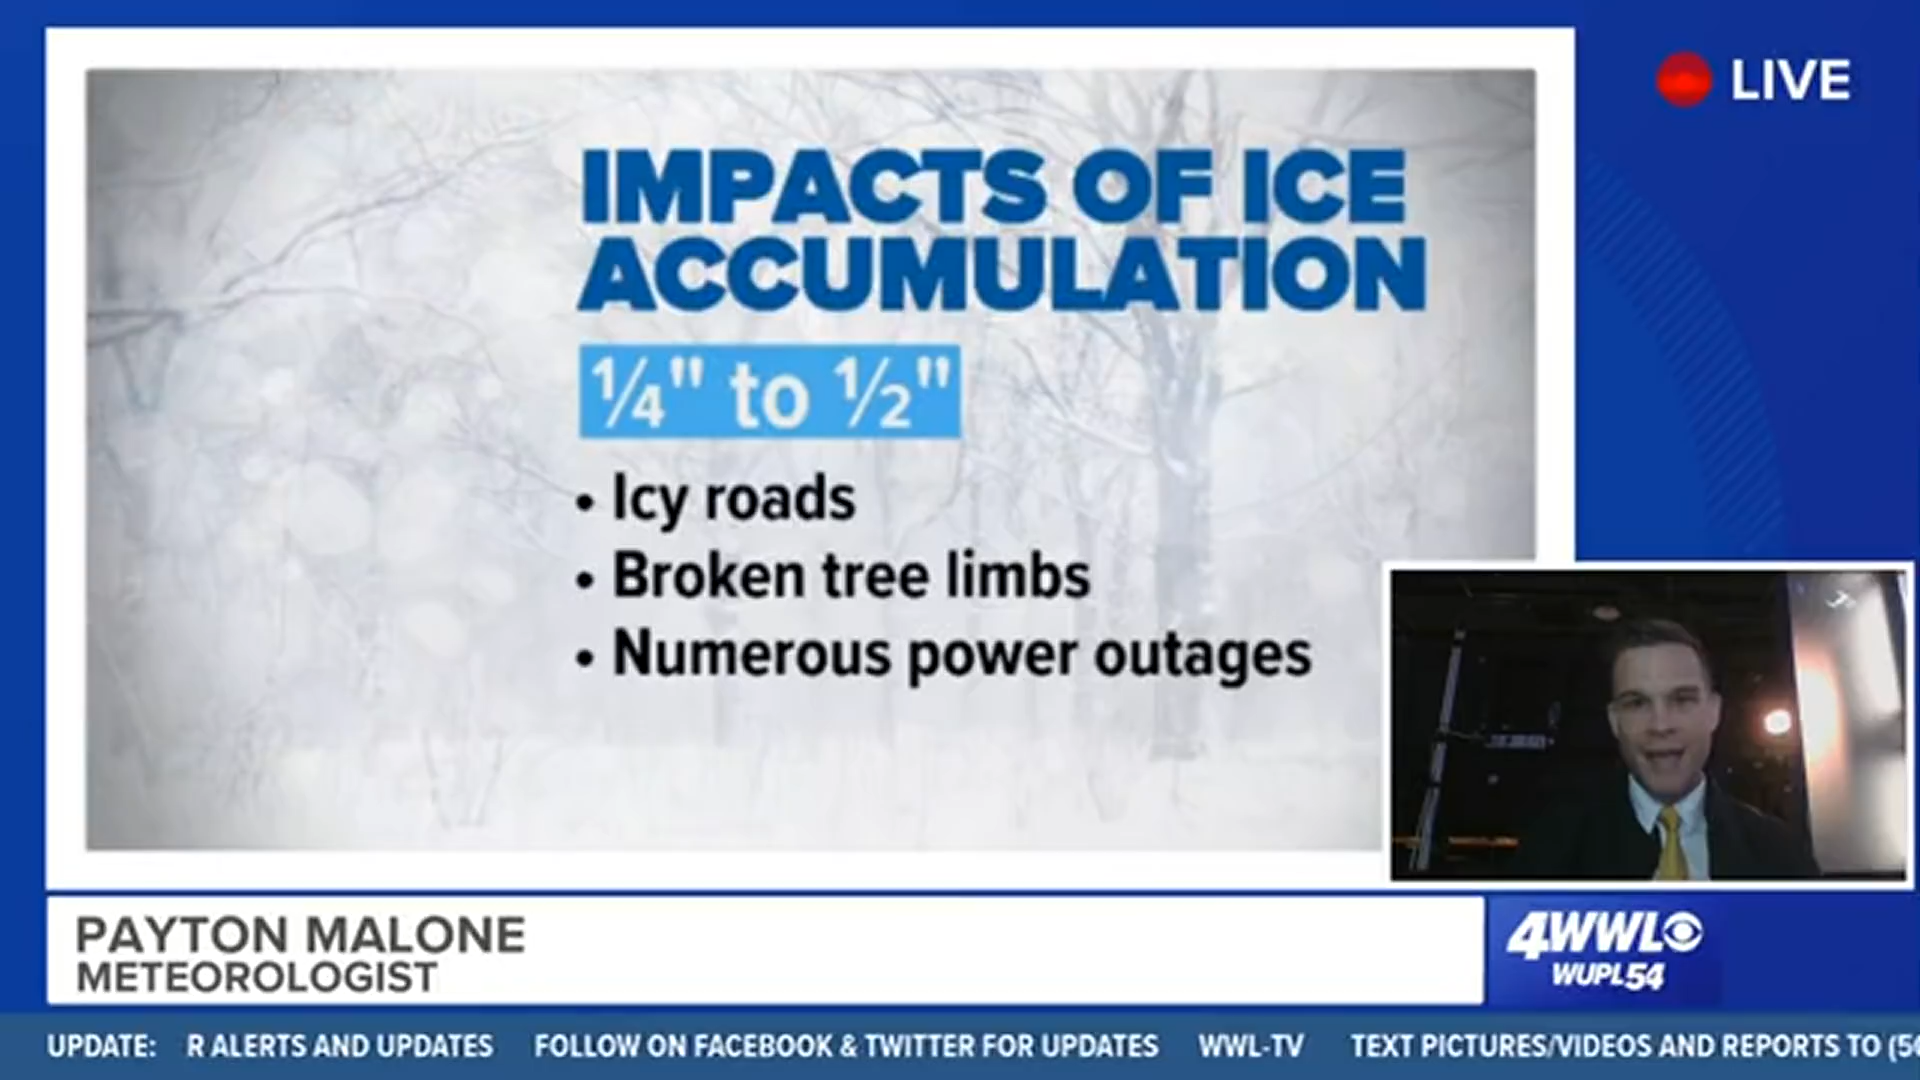 LIVE
IMPACTS OF ICE
ACCUMULATION
¼" to ½"
• Icy roads
• Broken tree limbs
• Numerous power outages
PAYTON MALONE
METEOROLOGIST
4WWL
WUPL54
UPDATE: R ALERTS AND UPDATES FOLLOW ON FACEBOOK & TWITTER FOR UPDATES WWL-TV TEXT PICTURES/VIDEOS AND REPORTS TO (50